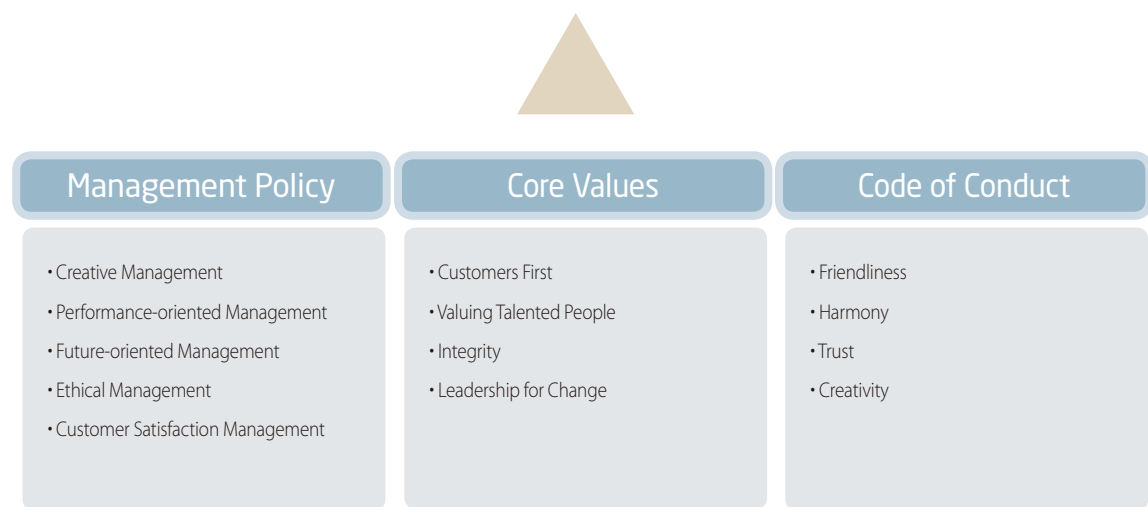 Management Policy
• Creative Management
• Performance-oriented Management
• Future-oriented Management
• Ethical Management
• Customer Satisfaction Management
Core Values
• Customers First
• Valuing Talented People
• Integrity
• Leadership for Change
Code of Conduct
• Friendliness
• Harmony
• Trust
• Creativity